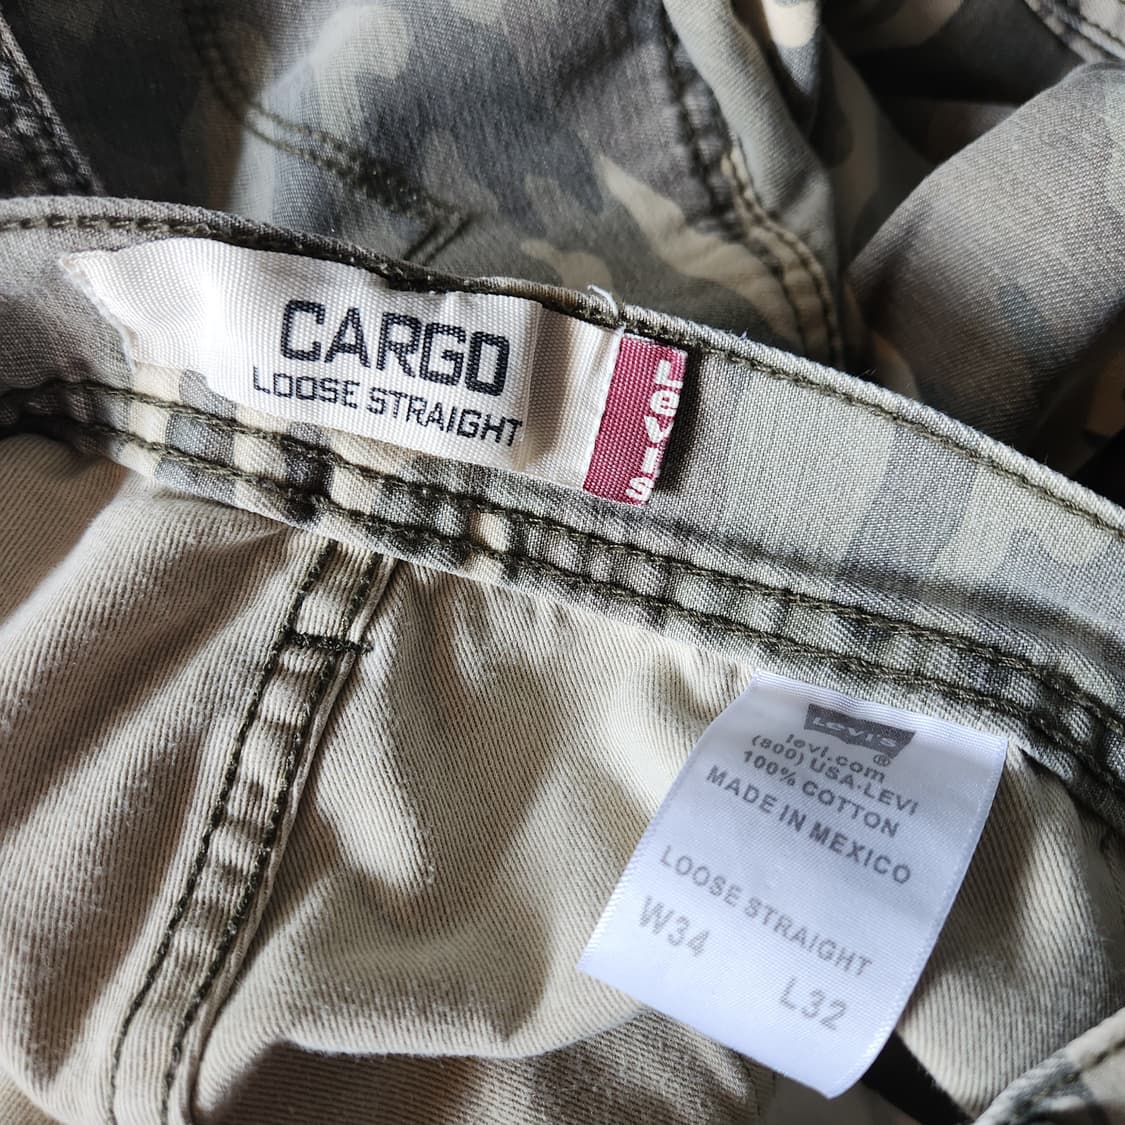 CARGO
LOOSE STRAIGHT
LEVI'S
Levi's
®
levi.com
(800) USA-LEVI
100% COTTON
MADE IN MEXICO
LOOSE STRAIGHT
W34
L32